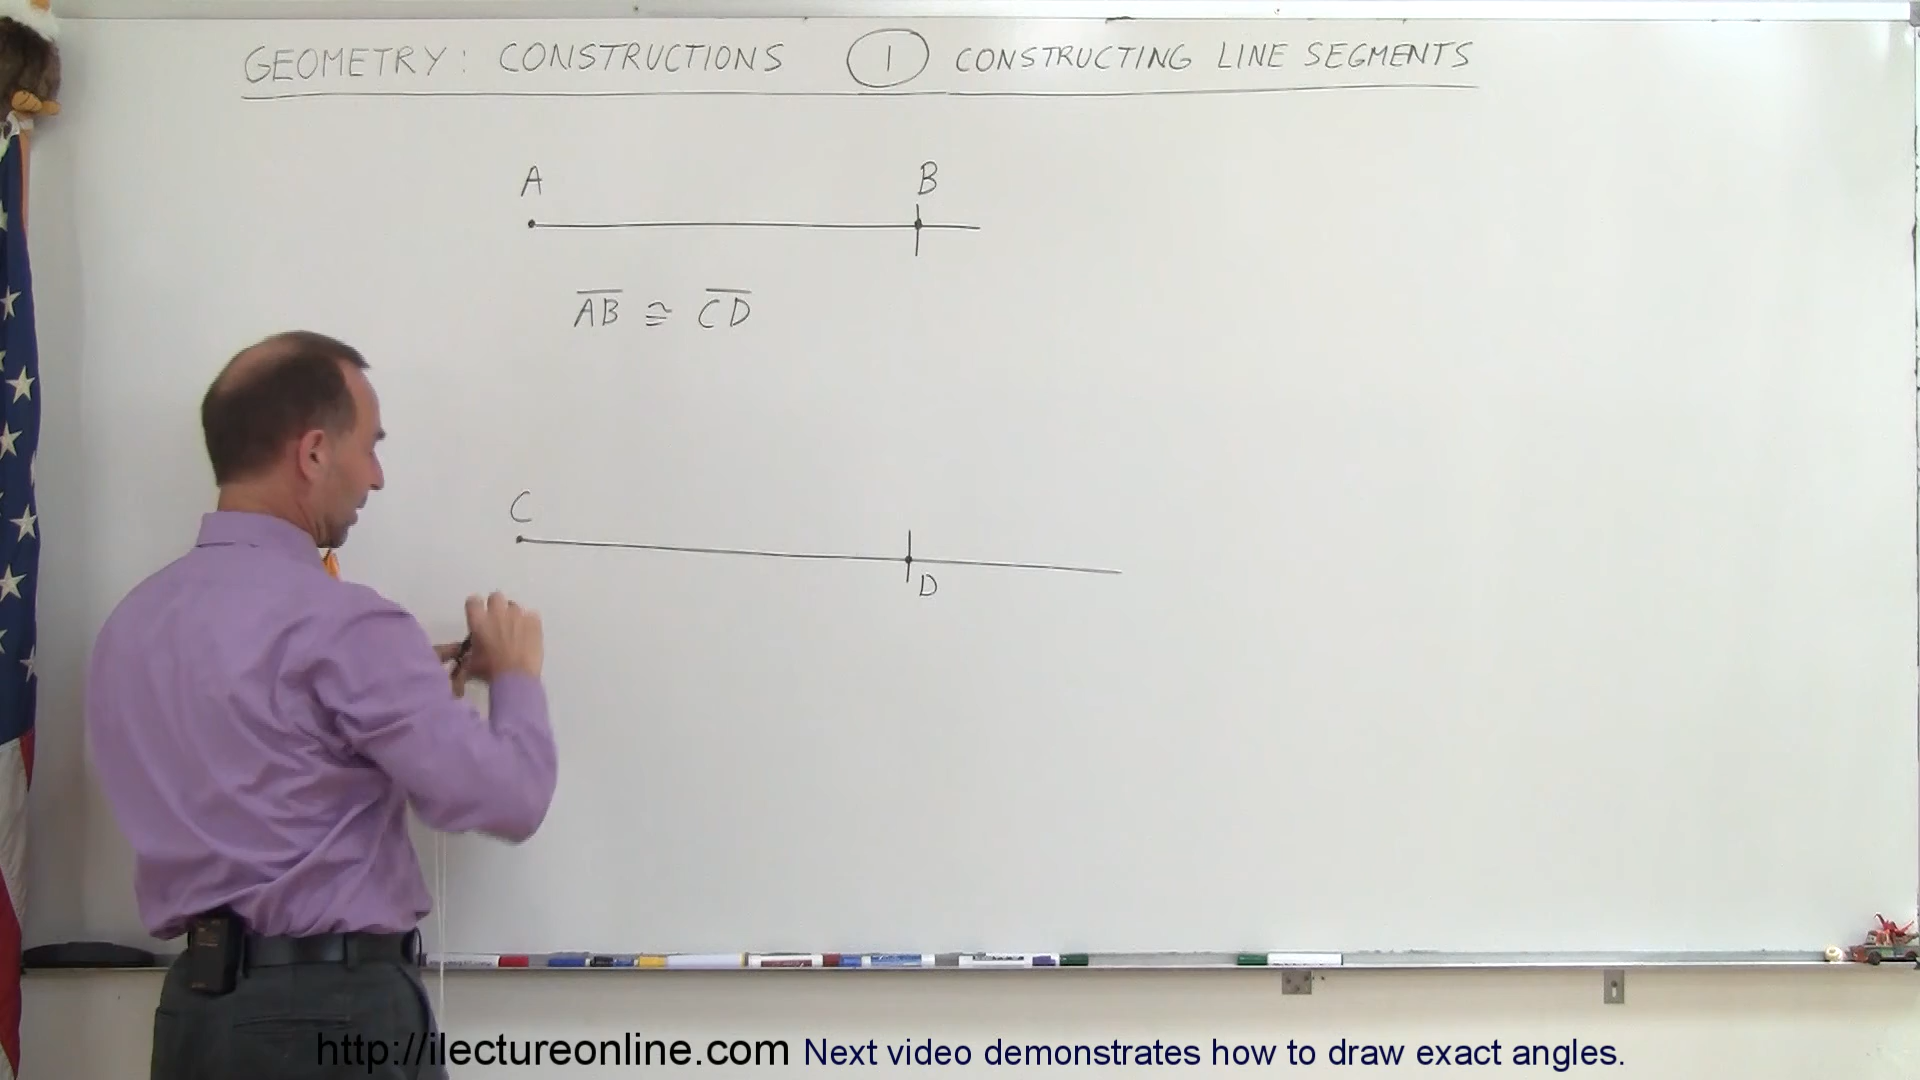 GEOMETRY: CONSTRUCTIONS 1 CONSTRUCTING LINE SEGMENTS
A B
AB ≅ CD
C
D
http://ilectureonline.com Next video demonstrates how to draw exact angles.